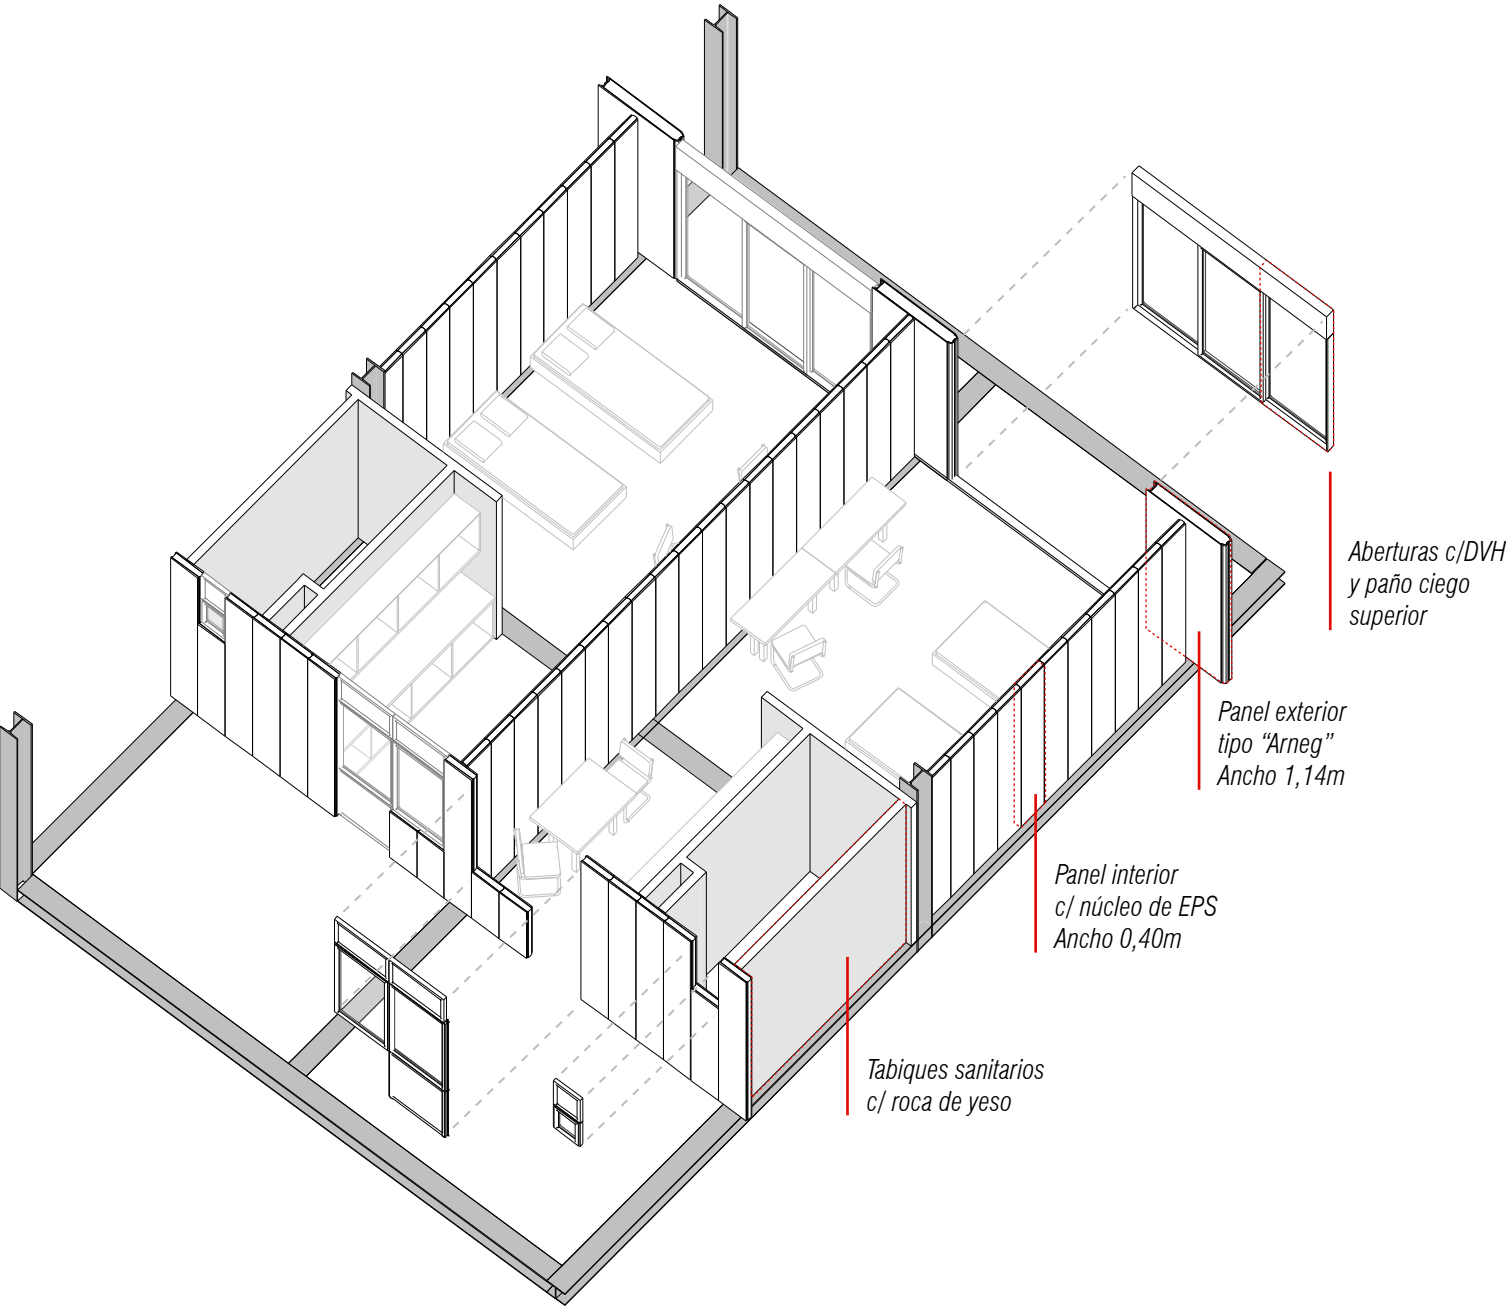 Aberturas c/DVH
y paño ciego
superior
Panel exterior
tipo “Arneg”
Ancho 1,14m
Panel interior
c/ núcleo de EPS
Ancho 0,40m
Tabiques sanitarios
c/ roca de yeso